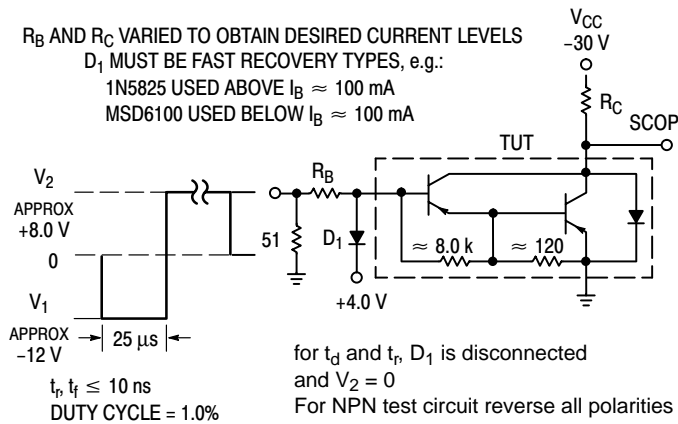 R_B AND R_C VARIED TO OBTAIN DESIRED CURRENT LEVELS
D_1 MUST BE FAST RECOVERY TYPES, e.g.:
1N5825 USED ABOVE I_B ≈ 100 mA
MSD6100 USED BELOW I_B ≈ 100 mA
V_CC
−30 V
R_C
SCOP
TUT
V_2
APPROX
+8.0 V
0
V_1
APPROX
−12 V
25 μs
t_r, t_f ≤ 10 ns
DUTY CYCLE = 1.0%
51
R_B
D_1
+4.0 V
≈ 8.0 k
≈ 120
for t_d and t_r, D_1 is disconnected
and V_2 = 0
For NPN test circuit reverse all polarities